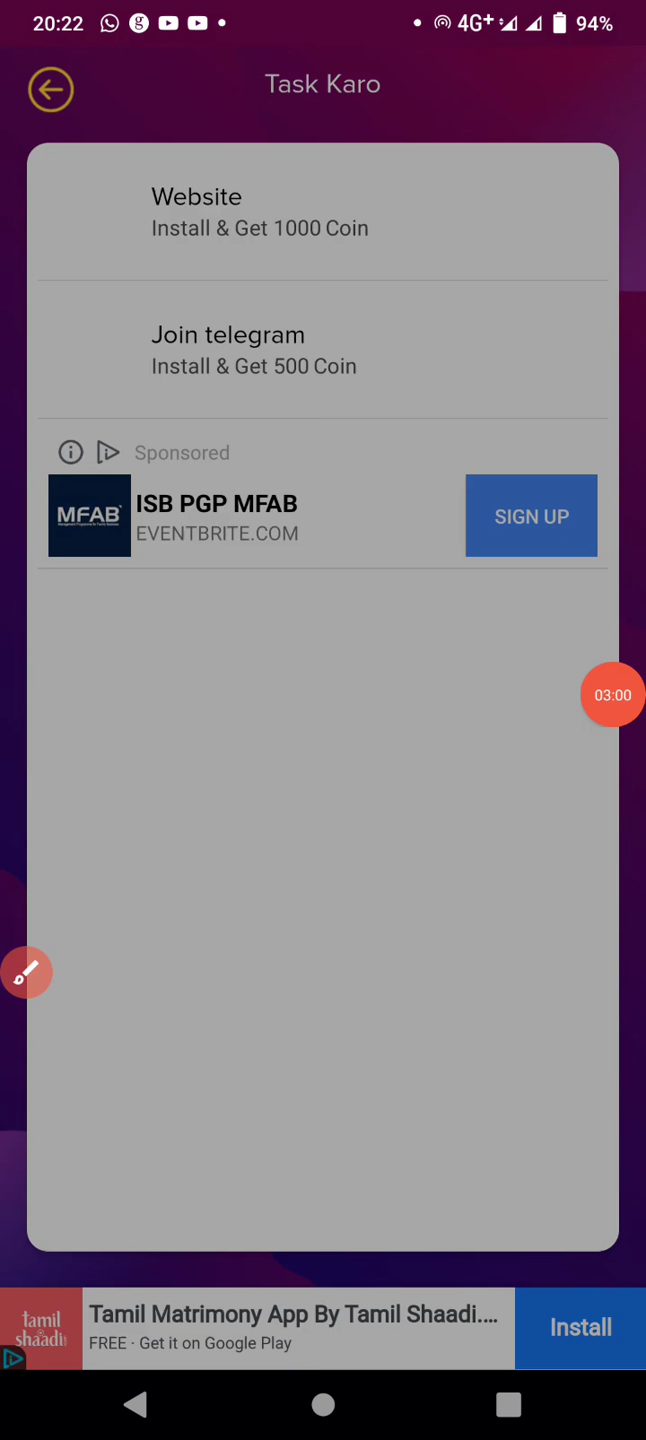 20:22
4G+
94%
Task Karo
Website
Install & Get 1000 Coin
Join telegram
Install & Get 500 Coin
Sponsored
MFAB
ISB PGP MFAB
EVENTBRITE.COM
SIGN UP
03:00
tamil
shaadi
Tamil Matrimony App By Tamil Shaadi....
FREE · Get it on Google Play
Install